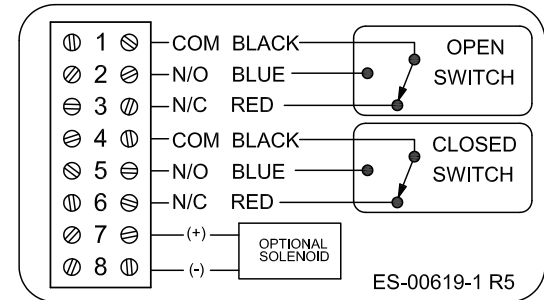 1 COM BLACK
2 N/O BLUE
3 N/C RED
OPEN
SWITCH
4 COM BLACK
5 N/O BLUE
6 N/C RED
CLOSED
SWITCH
7 (+)
8 (-)
OPTIONAL
SOLENOID
ES-00619-1 R5